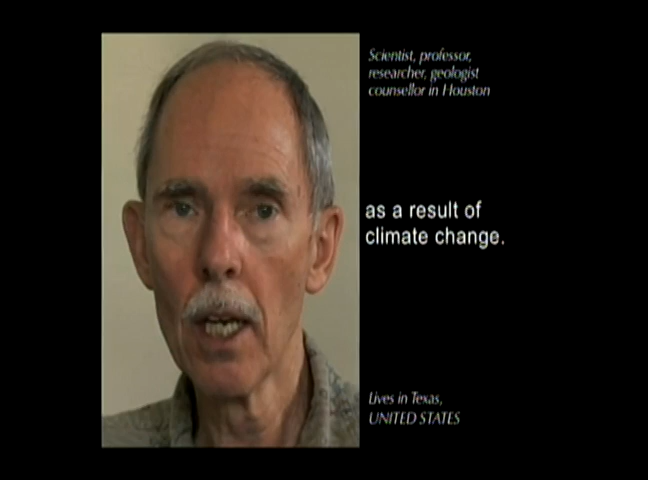 Scientist, professor,
researcher, geologist
counsellor in Houston
as a result of
climate change.
Lives in Texas,
UNITED STATES